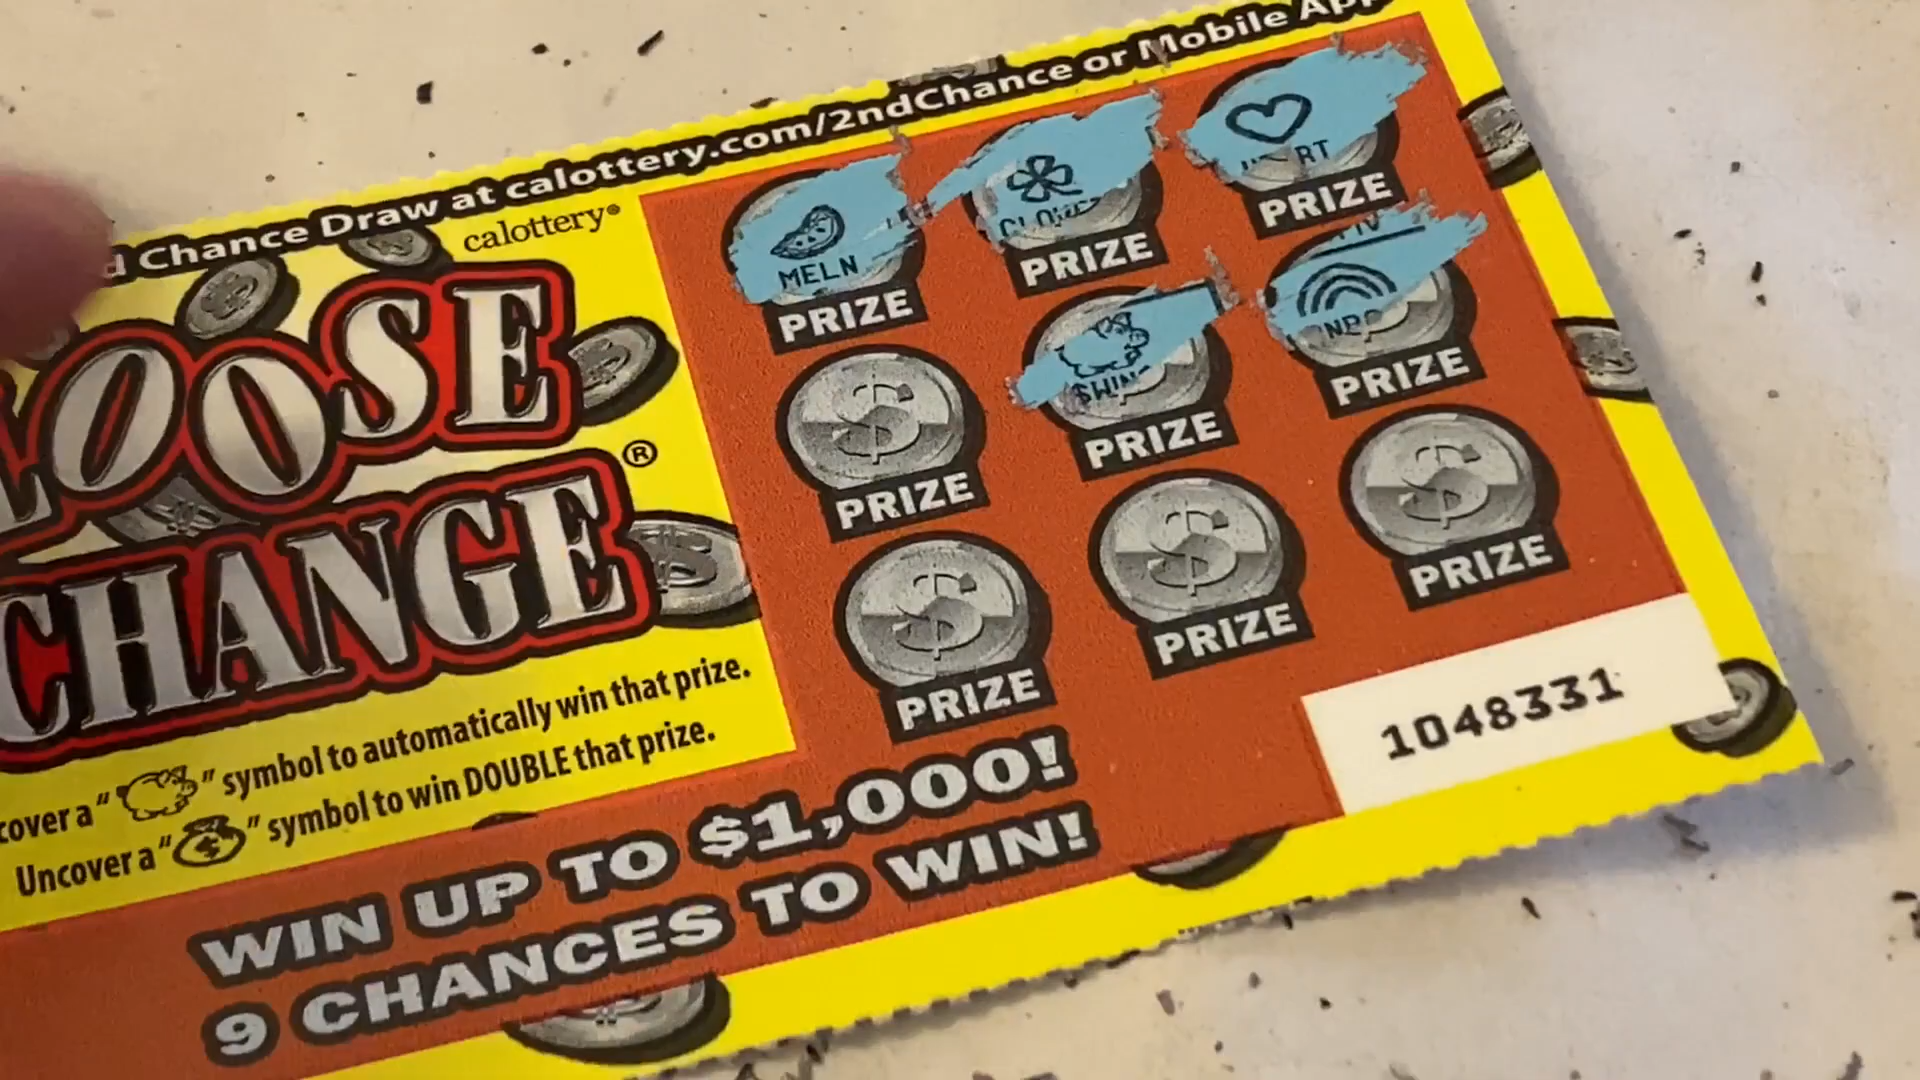 d Chance Draw at calottery.com/2ndChance or Mobile App
calottery®
LOOSE
CHANGE®
MELN
PRIZE
PRIZE
PRIZE
PRIZE
$WIN
PRIZE
PRIZE
PRIZE
PRIZE
PRIZE
cover a " " symbol to automatically win that prize.
Uncover a " " symbol to win DOUBLE that prize.
WIN UP TO $1,000!
9 CHANCES TO WIN!
1048331